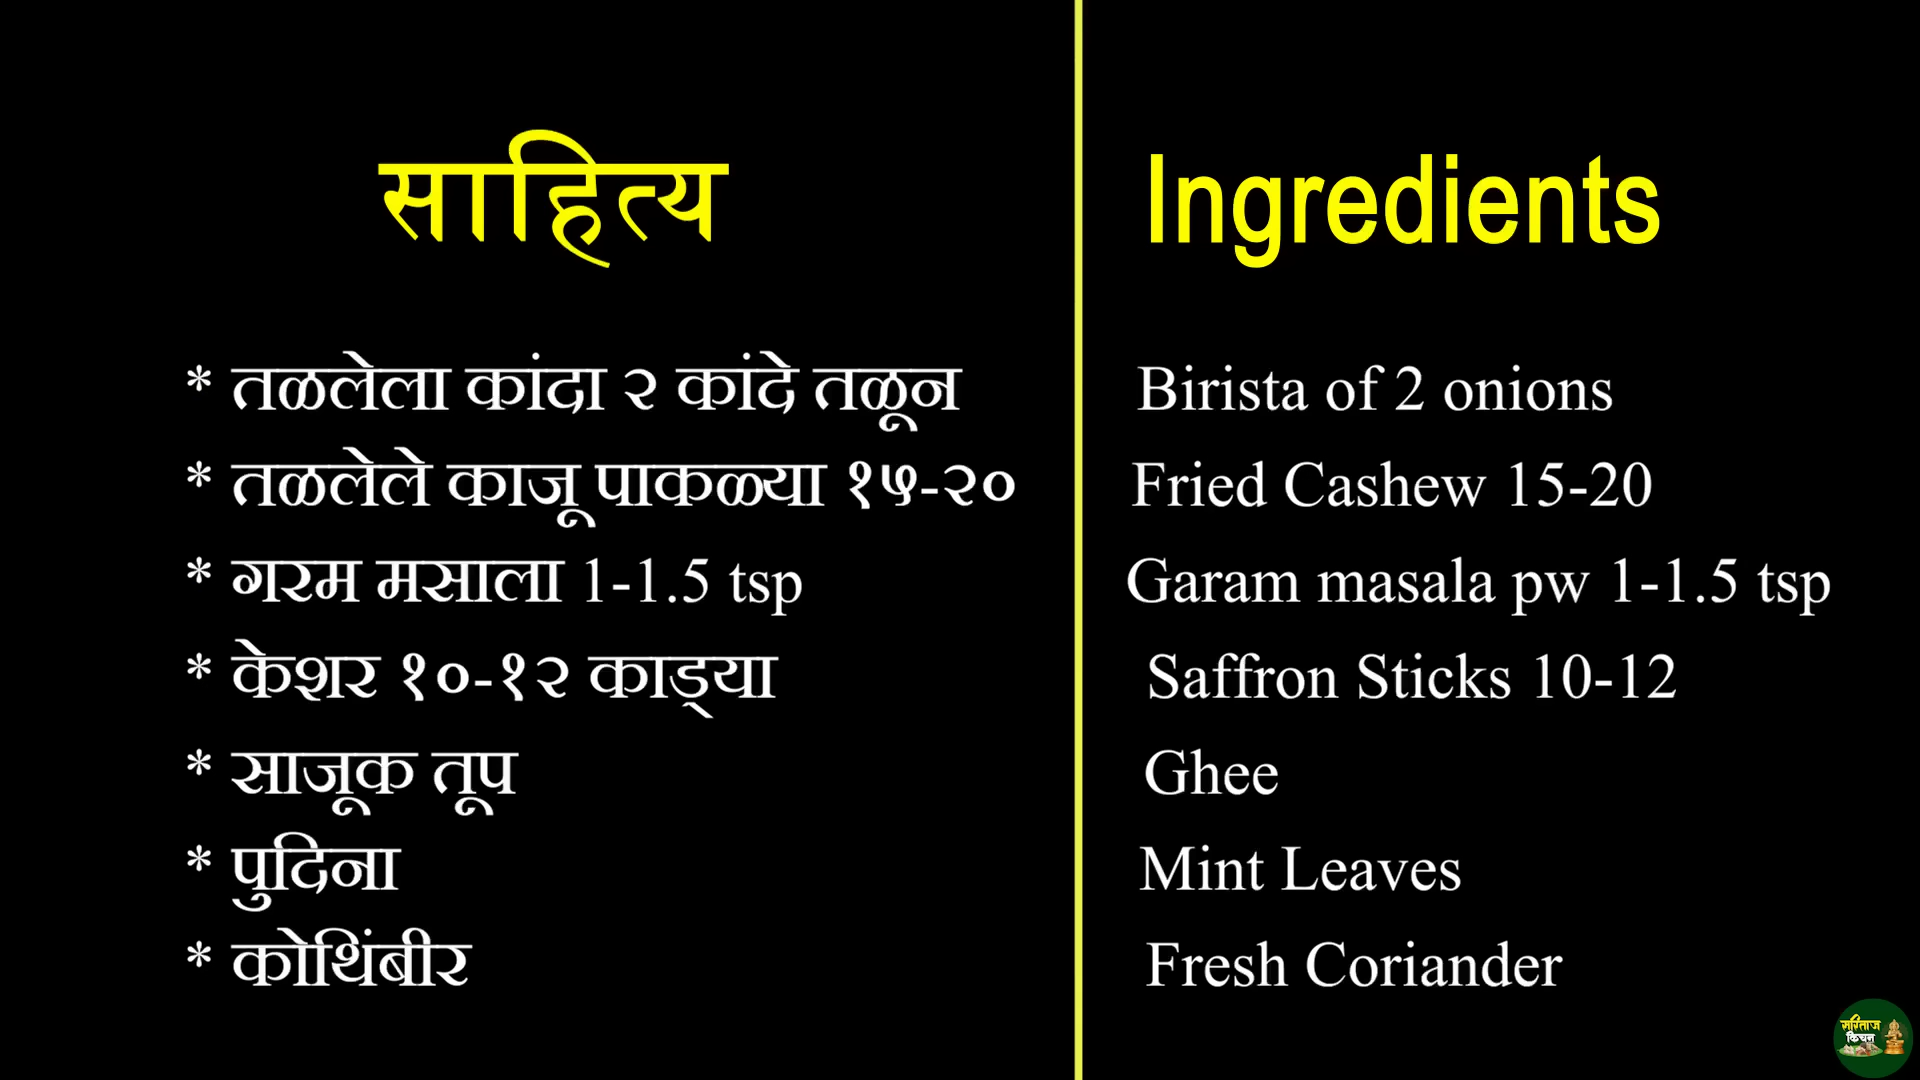 साहित्य
* तळलेला कांदा २ कांदे तळून
* तळलेले काजू पाकळ्या १५-२०
* गरम मसाला 1-1.5 tsp
* केशर १०-१२ काड्या
* साजूक तूप
* पुदिना
* कोथिंबीर
Ingredients
Birista of 2 onions
Fried Cashew 15-20
Garam masala pw 1-1.5 tsp
Saffron Sticks 10-12
Ghee
Mint Leaves
Fresh Coriander
सरिताज
किचन